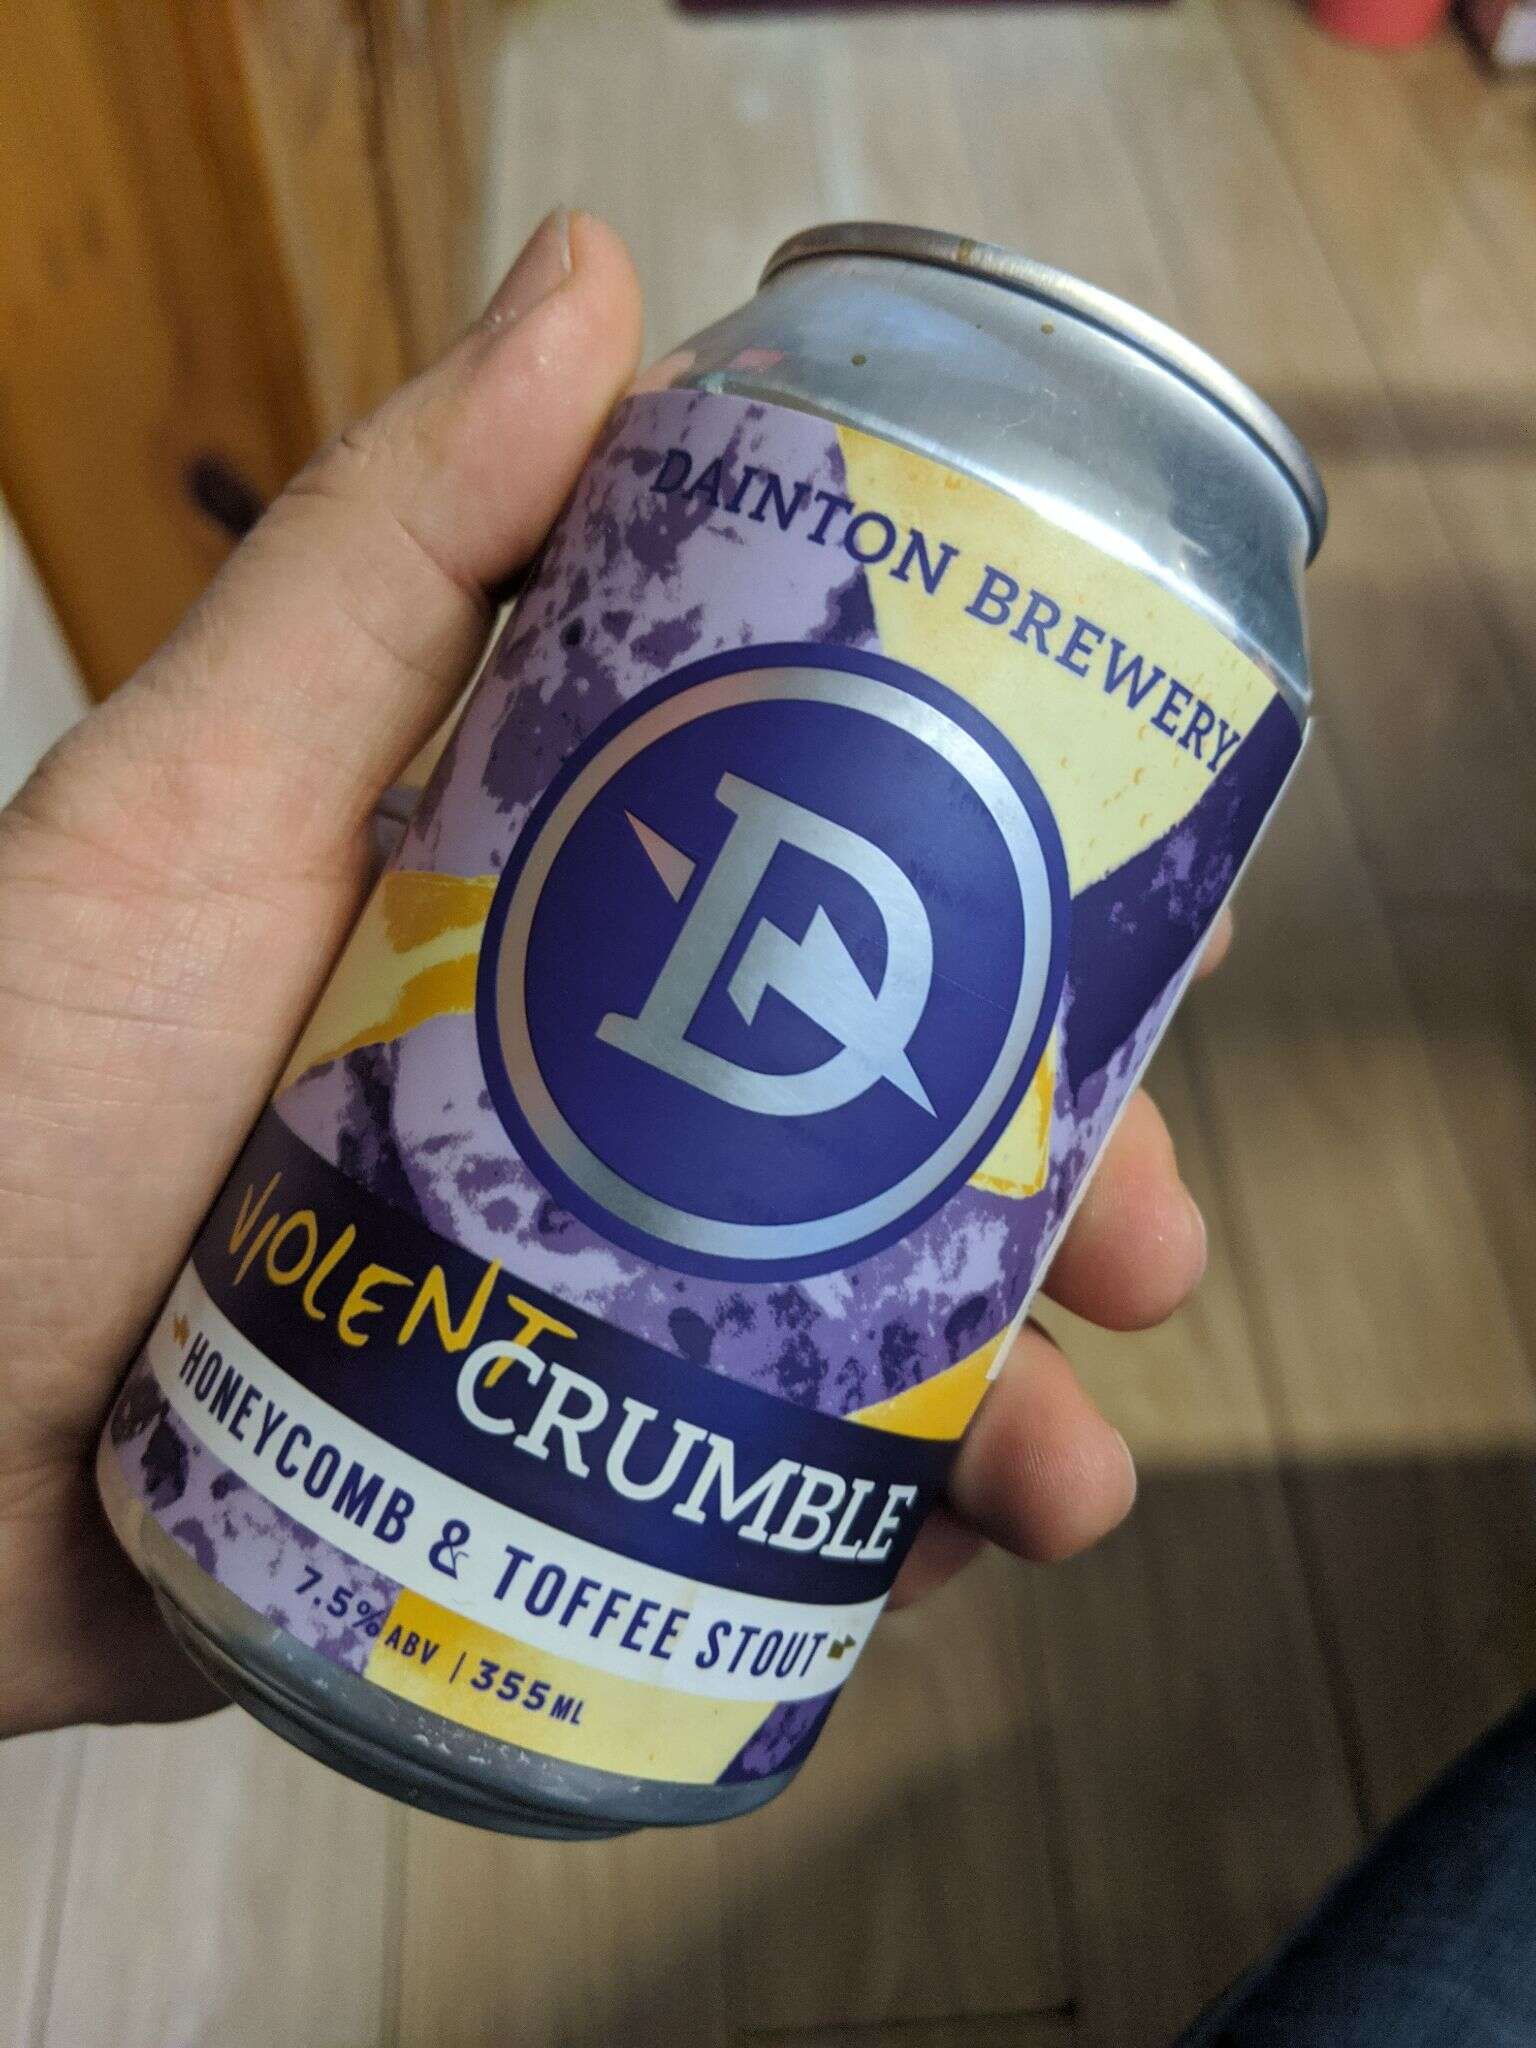 DAINTON BREWERY
D
VIOLENT
CRUMBLE
HONEYCOMB & TOFFEE STOUT
7.5% ABV | 355ML